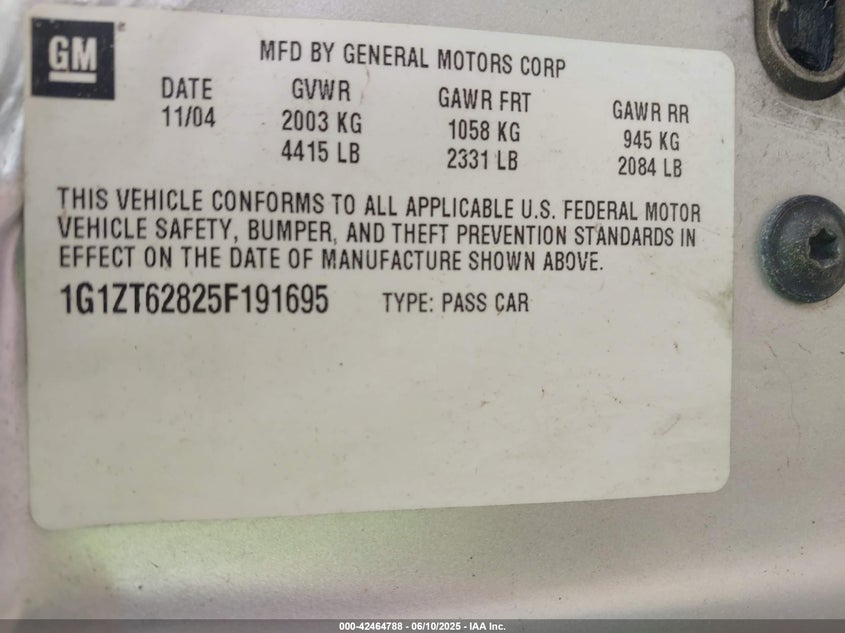 GM
MFD BY GENERAL MOTORS CORP
DATE GVWR GAWR FRT GAWR RR
11/04 2003 KG 1058 KG 945 KG
4415 LB 2331 LB 2084 LB
THIS VEHICLE CONFORMS TO ALL APPLICABLE U.S. FEDERAL MOTOR
VEHICLE SAFETY, BUMPER, AND THEFT PREVENTION STANDARDS IN
EFFECT ON THE DATE OF MANUFACTURE SHOWN ABOVE.
1G1ZT62825F191695 TYPE: PASS CAR
000-42464788 - 06/10/2025 - IAA Inc.